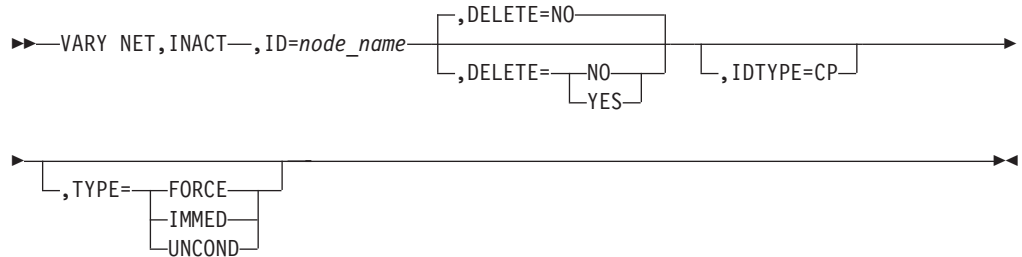 ,DELETE=NO
VARY NET,INACT ,ID=node_name
,DELETE= NO ,IDTYPE=CP
YES
,TYPE= FORCE
IMMED
UNCOND